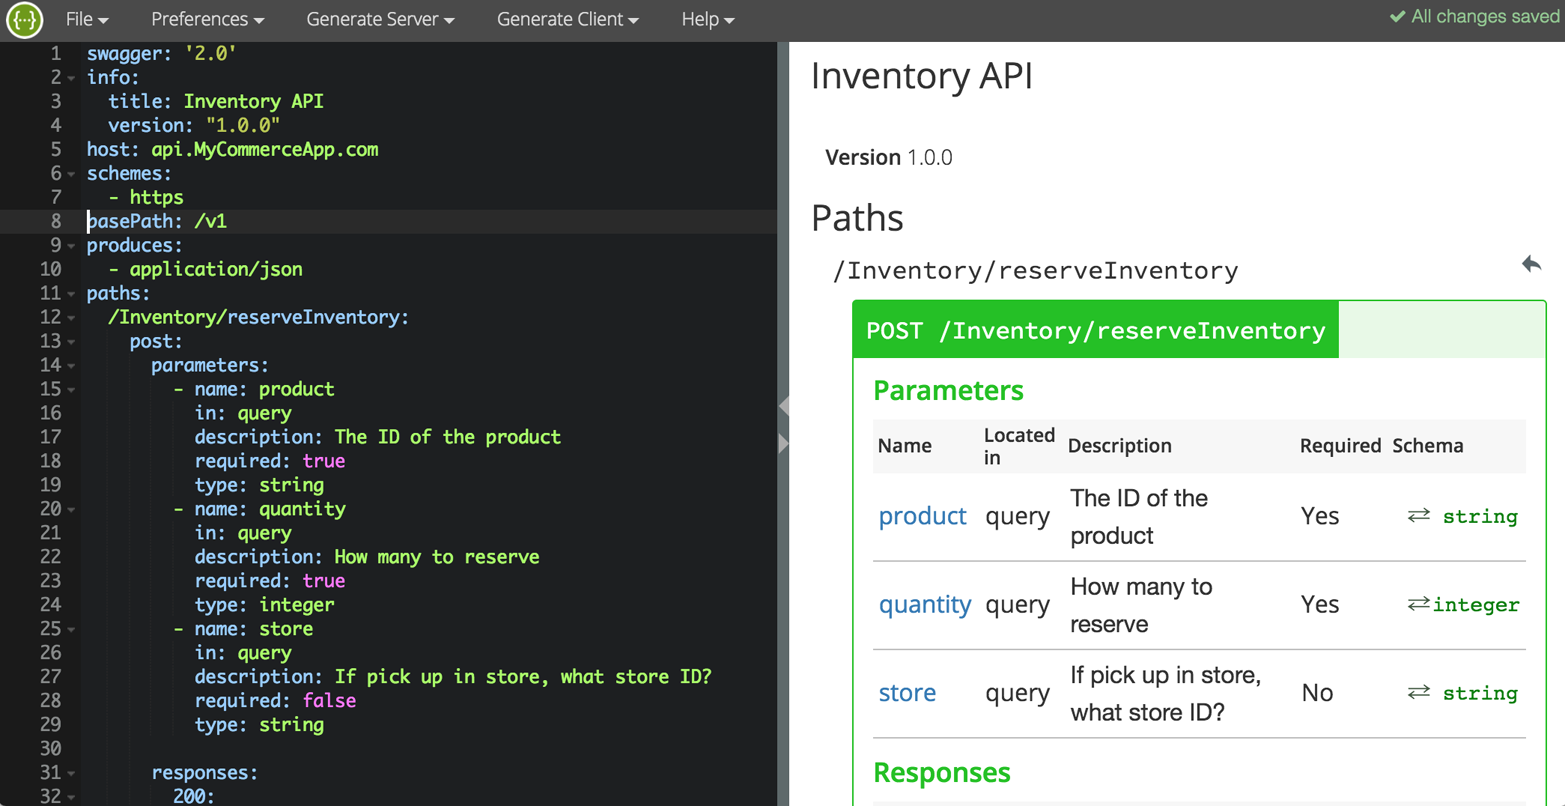 File Preferences Generate Server Generate Client Help All changes saved
1 swagger: '2.0'
2 info:
3 title: Inventory API
4 version: "1.0.0"
5 host: api.MyCommerceApp.com
6 schemes:
7 - https
8 basePath: /v1
9 produces:
10 - application/json
11 paths:
12 /Inventory/reserveInventory:
13 post:
14 parameters:
15 - name: product
16 in: query
17 description: The ID of the product
18 required: true
19 type: string
20 - name: quantity
21 in: query
22 description: How many to reserve
23 required: true
24 type: integer
25 - name: store
26 in: query
27 description: If pick up in store, what store ID?
28 required: false
29 type: string
30
31 responses:
32 200:
Inventory API
Version 1.0.0
Paths
/Inventory/reserveInventory
POST /Inventory/reserveInventory
Parameters
Name Located in Description Required Schema
product query The ID of the product Yes string
quantity query How many to reserve Yes integer
store query If pick up in store, what store ID? No string
Responses